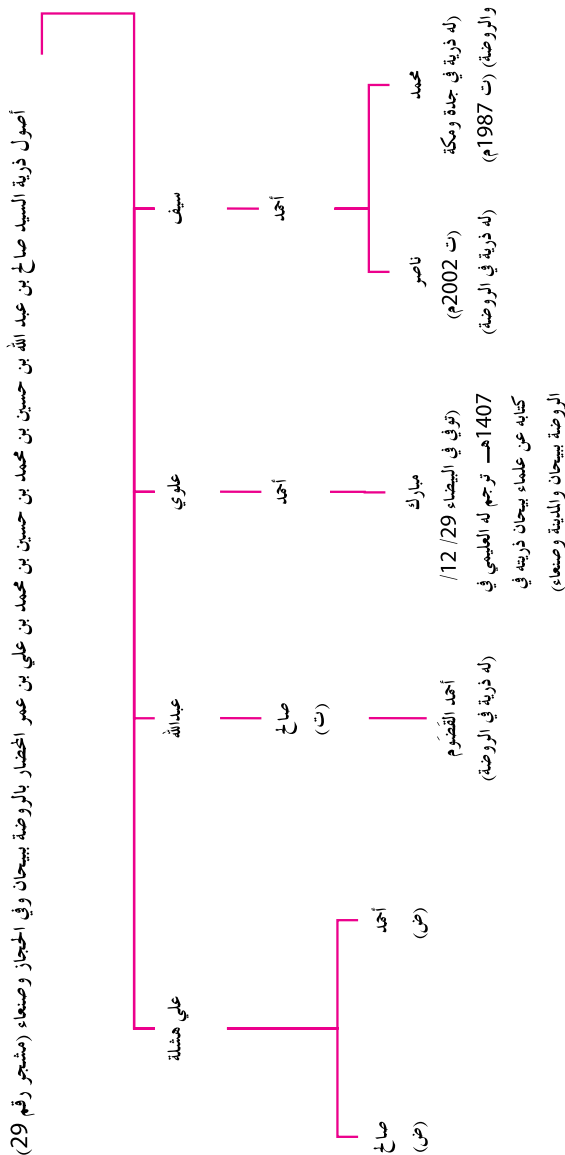 أصول ذرية السيد صالح بن عبد الله بن حسين بن محمد بن حسين بن محمد بن علي بن عمر الحضار بالروضة ببيحان وفي الحجاز وصنعاء (مشجر رقم 29)
سيف
علوي
عبدالله
علي هشلة
أحمد
أحمد
صالح
(ت)
محمد
(له ذرية في جدة ومكة
والروضة) (ت 1987م)
ناصر
(ت 2002م)
(له ذرية في الروضة)
مبارك
(توفي في البيضاء 29/ 12/
1407هـ ترجم له العليمي في
كتابه عن علماء بيحان ذريته في
الروضة ببيحان والمدينة وصنعاء)
أحمد القضوم
(له ذرية في الروضة)
أحمد
(ض)
صالح
(ض)